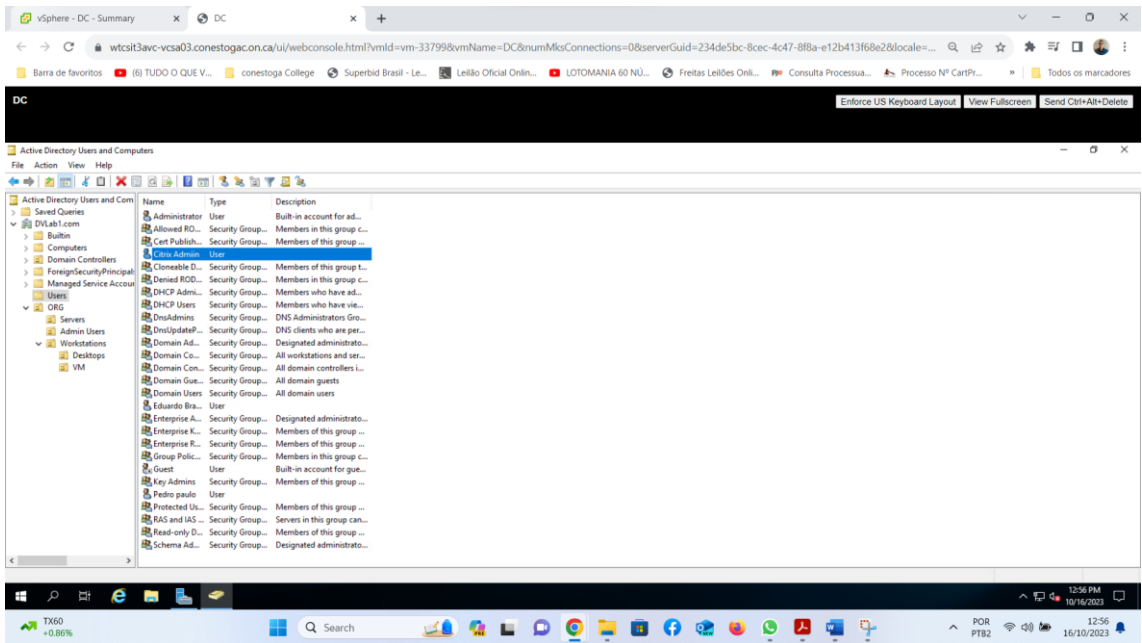 vSphere - DC - Summary
DC
wtcsit3avc-vcsa03.conestogac.on.ca/ui/webconsole.html?vmId=vm-33799&vmName=DC&numMksConnections=0&serverGuid=234de5bc-8cec-4c47-8f8a-e12b413f68e2&locale=...
Barra de favoritos (6) TUDO O QUE V... conestoga College Superbid Brasil - Le... Leilão Oficial Onlin... LOTOMANIA 60 NÚ... Freitas Leilões Onli... Consulta Processua... Processo Nº CartPr... » Todos os marcadores
DC Enforce US Keyboard Layout View Fullscreen Send Ctrl+Alt+Delete
Active Directory Users and Computers
File Action View Help
Active Directory Users and Com
Saved Queries
DVLab1.com
Builtin
Computers
Domain Controllers
ForeignSecurityPrincipals
Managed Service Accou
Users
ORG
Servers
Admin Users
Workstations
Desktops
VM
Name Type Description
Administrator User Built-in account for ad...
Allowed RO... Security Group... Members in this group c...
Cert Publish... Security Group... Members of this group ...
Citrix Admiin User
Cloneable D... Security Group... Members of this group t...
Denied ROD... Security Group... Members in this group c...
DHCP Admi... Security Group... Members who have ad...
DHCP Users Security Group... Members who have vie...
DnsAdmins Security Group... DNS Administrators Gro...
DnsUpdateP... Security Group... DNS clients who are per...
Domain Ad... Security Group... Designated administrato...
Domain Co... Security Group... All workstations and ser...
Domain Con... Security Group... All domain controllers i...
Domain Gue... Security Group... All domain guests
Domain Users Security Group... All domain users
Eduardo Bra... User
Enterprise A... Security Group... Designated administrato...
Enterprise K... Security Group... Members of this group ...
Enterprise R... Security Group... Members of this group ...
Group Polic... Security Group... Members in this group c...
Guest User Built-in account for gue...
Key Admins Security Group... Members of this group ...
Pedro paulo User
Protected Us... Security Group... Members of this group ...
RAS and IAS ... Security Group... Servers in this group can...
Read-only D... Security Group... Members of this group ...
Schema Ad... Security Group... Designated administrato...
12:56 PM
10/16/2023
TX60
+0.86%
Search
POR
PTB2
12:56
16/10/2023